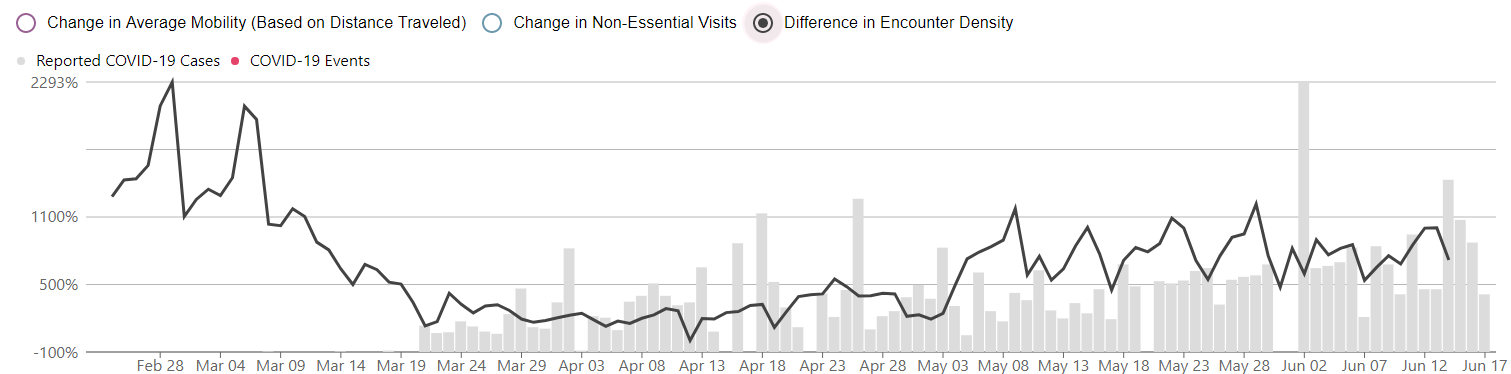 Change in Average Mobility (Based on Distance Traveled) Change in Non-Essential Visits Difference in Encounter Density
Reported COVID-19 Cases COVID-19 Events
2293%
1100%
500%
-100%
Feb 28 Mar 04 Mar 09 Mar 14 Mar 19 Mar 24 Mar 29 Apr 03 Apr 08 Apr 13 Apr 18 Apr 23 Apr 28 May 03 May 08 May 13 May 18 May 23 May 28 Jun 02 Jun 07 Jun 12 Jun 17